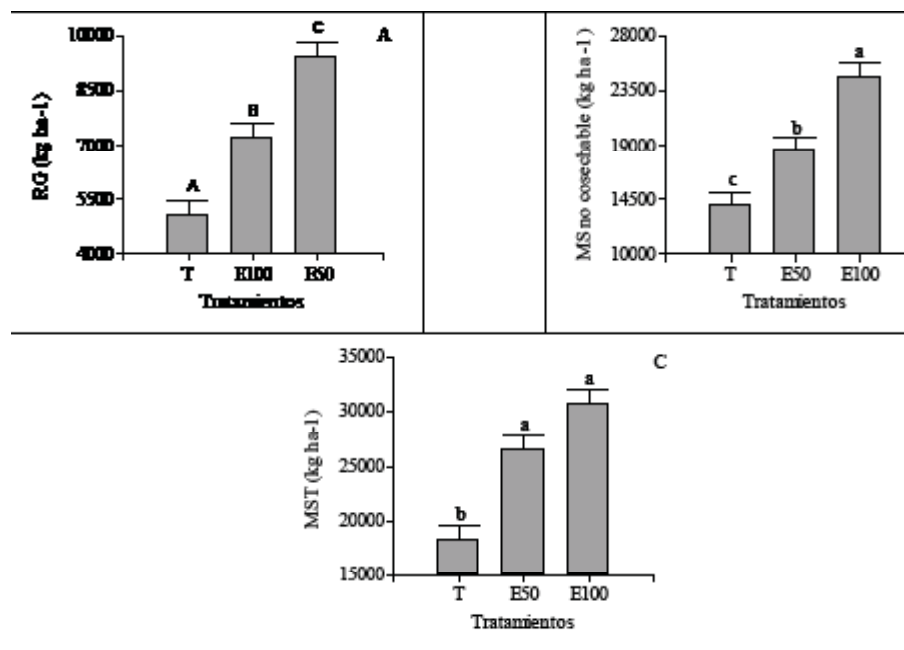 RG (kg ha-1)
10000
8500
7000
5500
4000
A
B
C
A
T E100 E50
Tratamientos
MS no cosechable (kg ha -1)
28000
23500
19000
14500
10000
c
b
a
T E50 E100
Tratamientos
MST (kg ha-1)
35000
30000
25000
20000
15000
b
a
a
C
T E50 E100
Tratamientos